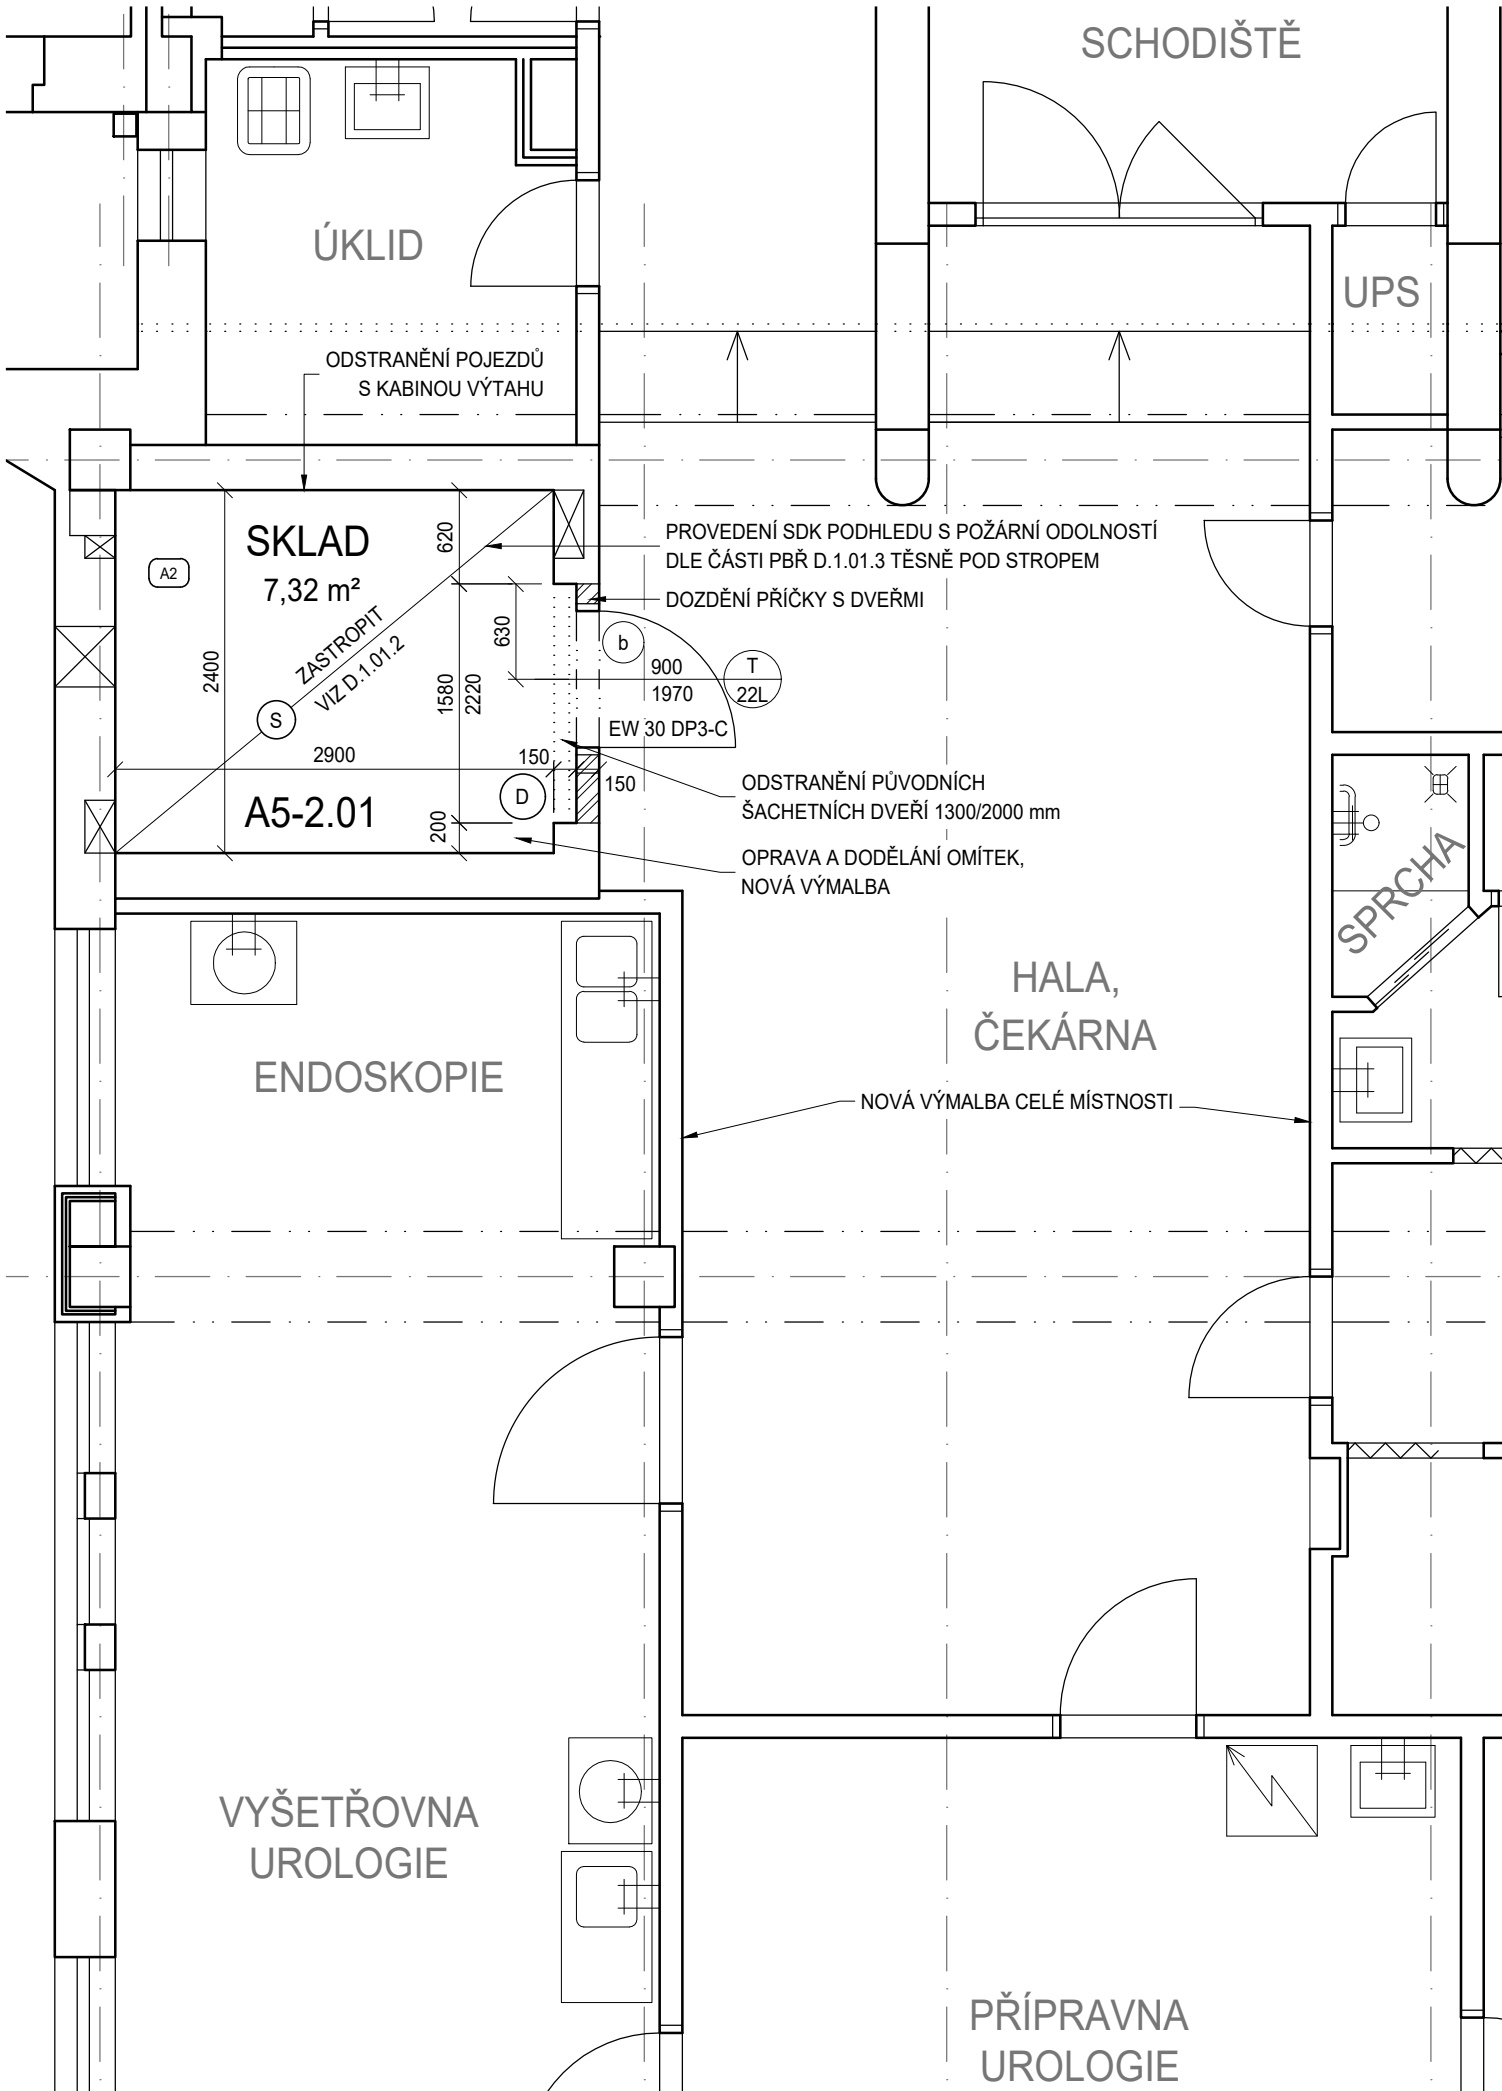 SCHODIŠTĚ
ÚKLID
UPS
ODSTRANĚNÍ POJEZDŮ
S KABINOU VÝTAHU
SKLAD
7,32 m²
A2
620
PROVEDENÍ SDK PODHLEDU S POŽÁRNÍ ODOLNOSTÍ
DLE ČÁSTI PBŘ D.1.01.3 TĚSNĚ POD STROPEM
DOZDĚNÍ PŘÍČKY S DVEŘMI
ZASTROPIT
VIZ D.1.01.2
2400
630
b
900
1970
T
22L
1580
2220
S
EW 30 DP3-C
2900
150
150
D
A5-2.01
200
ODSTRANĚNÍ PŮVODNÍCH
ŠACHETNÍCH DVEŘÍ 1300/2000 mm
OPRAVA A DODĚLÁNÍ OMÍTEK,
NOVÁ VÝMALBA
SPRCHA
HALA,
ČEKÁRNA
ENDOSKOPIE
NOVÁ VÝMALBA CELÉ MÍSTNOSTI
VYŠETŘOVNA
UROLOGIE
PŘÍPRAVNA
UROLOGIE